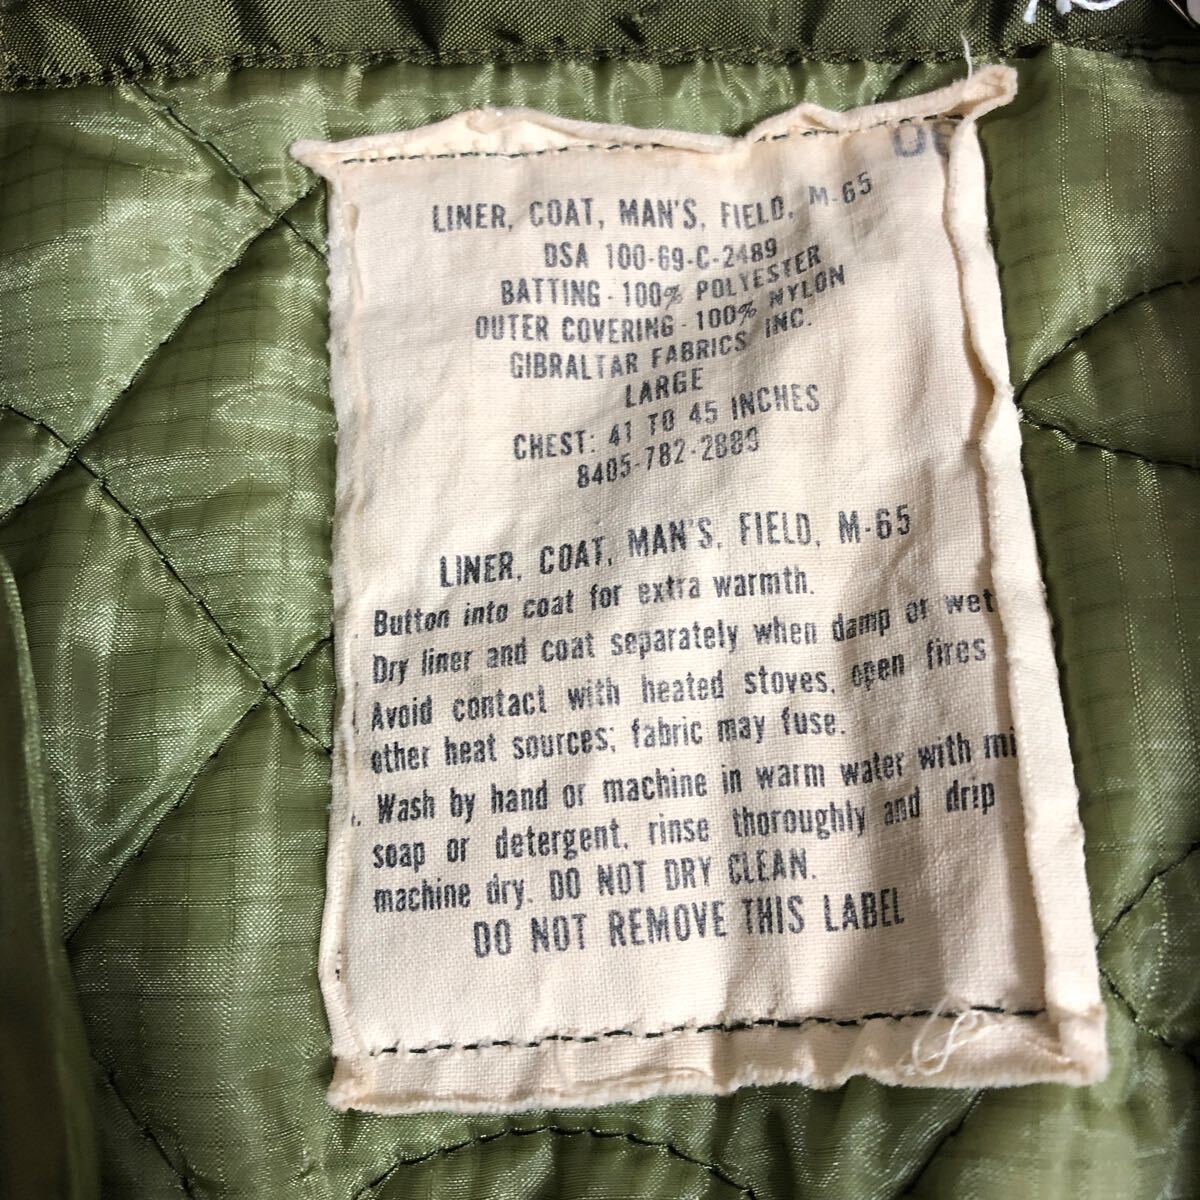 LINER, COAT, MAN'S, FIELD, M-65
DSA 100-69-C-2489
BATTING - 100% POLYESTER
OUTER COVERING - 100% NYLON
GIBRALTAR FABRICS INC.
LARGE
CHEST: 41 TO 45 INCHES
8405-782-2889
LINER, COAT, MAN'S, FIELD, M-65
Button into coat for extra warmth.
Dry liner and coat separately when damp or wet
Avoid contact with heated stoves, open fires
other heat sources; fabric may fuse.
Wash by hand or machine in warm water with mi
soap or detergent, rinse thoroughly and drip
machine dry. DO NOT DRY CLEAN.
DO NOT REMOVE THIS LABEL